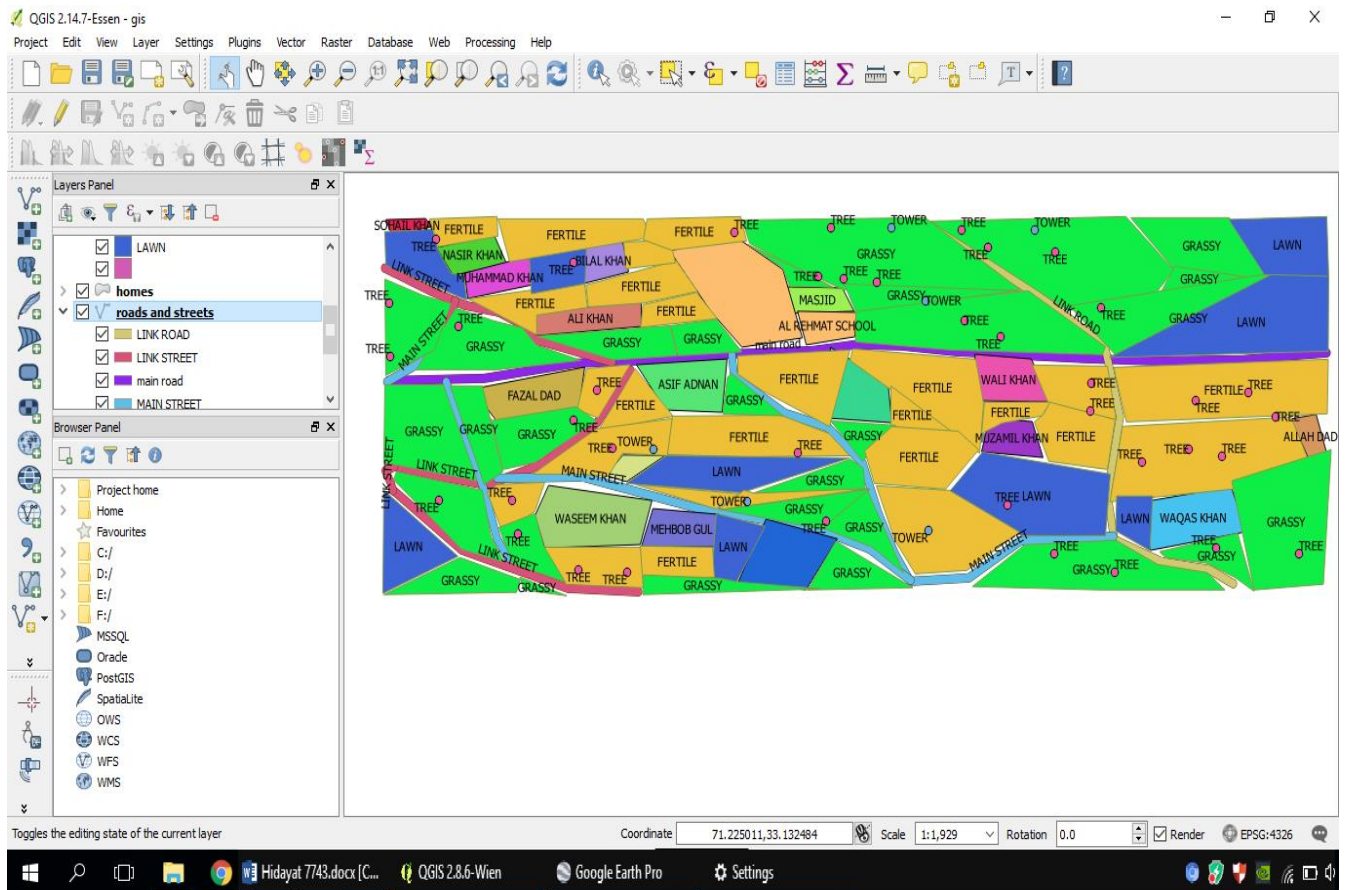 QGIS 2.14.7-Essen - gis
Project Edit View Layer Settings Plugins Vector Raster Database Web Processing Help
Layers Panel
LAWN
homes
roads and streets
LINK ROAD
LINK STREET
main road
MAIN STREET
Browser Panel
Project home
Home
Favourites
C:/
D:/
E:/
F:/
MSSQL
Oracle
PostGIS
SpatiaLite
OWS
WCS
WFS
WMS
SOHAIL KHAN FERTILE FERTILE FERTILE TREE TREE TOWER TREE TOWER
TREE NASIR KHAN GRASSY TREE TREE GRASSY LAWN
LINK STREET MUHAMMAD KHAN TREE BILAL KHAN TREE TREE TREE GRASSY
TREE FERTILE FERTILE MASJID GRASSY TOWER LINK ROAD TREE GRASSY LAWN
MAIN STREET TREE ALI KHAN FERTILE AL REHMAT SCHOOL TREE
TREE GRASSY GRASSY GRASSY main road TREE
FAZAL DAD TREE ASIF ADNAN FERTILE FERTILE WALI KHAN TREE FERTILE TREE
FERTILE GRASSY FERTILE FERTILE TREE TREE TREE
GRASSY GRASSY GRASSY TREE TREE TOWER FERTILE TREE GRASSY MUZAMIL KHAN FERTILE ALLAH DAD
LINK STREET LINK STREET MAIN STREET LAWN GRASSY FERTILE TREE TREE TREE
TREE TREE TOWER GRASSY TREE LAWN
WASEEM KHAN MEHBOB GUL TREE GRASSY TOWER LAWN WAQAS KHAN GRASSY
LAWN TREE LINK STREET LAWN MAIN STREET TREE TREE GRASSY TREE
GRASSY TREE TREE FERTILE GRASSY GRASSY TREE
GRASSY GRASSY
Toggles the editing state of the current layer Coordinate 71.225011,33.132484 Scale 1:1,929 Rotation 0.0 Render EPSG:4326
Hidayat 7743.docx [C... QGIS 2.8.6-Wien Google Earth Pro Settings